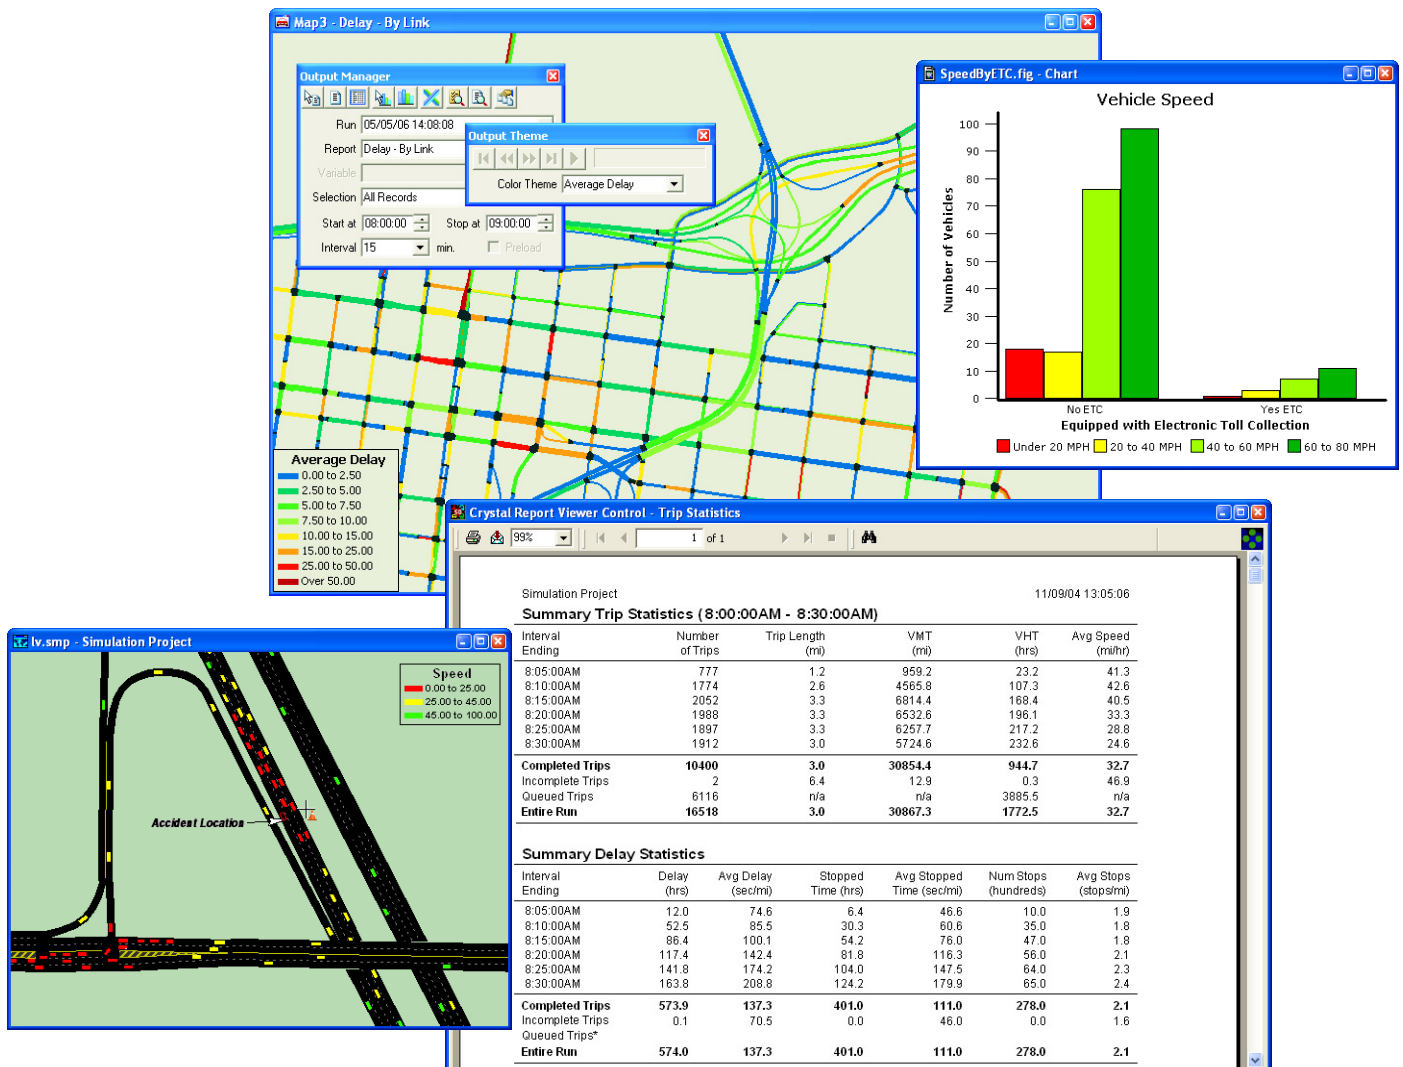 Map3 - Delay - By Link
Output Manager
Run 05/05/06 14:08:08
Report Delay - By Link
Variable
Selection All Records
Start at 08:00:00 Stop at 09:00:00
Interval 15 min. Preload
Output Theme
Color Theme Average Delay
Average Delay
0.00 to 2.50
2.50 to 5.00
5.00 to 7.50
7.50 to 10.00
10.00 to 15.00
15.00 to 25.00
25.00 to 50.00
Over 50.00
SpeedByETC.fig - Chart
Vehicle Speed
Number of Vehicles
100
90
80
70
60
50
40
30
20
10
0
No ETC Yes ETC
Equipped with Electronic Toll Collection
Under 20 MPH 20 to 40 MPH 40 to 60 MPH 60 to 80 MPH
Crystal Report Viewer Control - Trip Statistics
99% 1 of 1
Simulation Project 11/09/04 13:05:06
Summary Trip Statistics (8:00:00AM - 8:30:00AM)
Interval Number Trip Length VMT VHT Avg Speed
Ending of Trips (mi) (mi) (hrs) (mi/hr)
8:05:00AM 777 1.2 959.2 23.2 41.3
8:10:00AM 1774 2.6 4565.8 107.3 42.6
8:15:00AM 2052 3.3 6814.4 168.4 40.5
8:20:00AM 1988 3.3 6532.6 196.1 33.3
8:25:00AM 1897 3.3 6257.7 217.2 28.8
8:30:00AM 1912 3.0 5724.6 232.6 24.6
Completed Trips 10400 3.0 30854.4 944.7 32.7
Incomplete Trips 2 6.4 12.9 0.3 46.9
Queued Trips 6116 n/a n/a 3885.5 n/a
Entire Run 16518 3.0 30867.3 1772.5 32.7
Summary Delay Statistics
Interval Delay Avg Delay Stopped Avg Stopped Num Stops Avg Stops
Ending (hrs) (sec/mi) Time (hrs) Time (sec/mi) (hundreds) (stops/mi)
8:05:00AM 12.0 74.6 6.4 46.6 10.0 1.9
8:10:00AM 52.5 85.5 30.3 60.6 35.0 1.8
8:15:00AM 86.4 100.1 54.2 76.0 47.0 1.8
8:20:00AM 117.4 142.4 81.8 116.3 56.0 2.1
8:25:00AM 141.8 174.2 104.0 147.5 64.0 2.3
8:30:00AM 163.8 208.8 124.2 179.9 65.0 2.4
Completed Trips 573.9 137.3 401.0 111.0 278.0 2.1
Incomplete Trips 0.1 70.5 0.0 46.0 0.0 1.6
Queued Trips*
Entire Run 574.0 137.3 401.0 111.0 278.0 2.1
lv.smp - Simulation Project
Speed
0.00 to 25.00
25.00 to 45.00
45.00 to 100.00
Accident Location